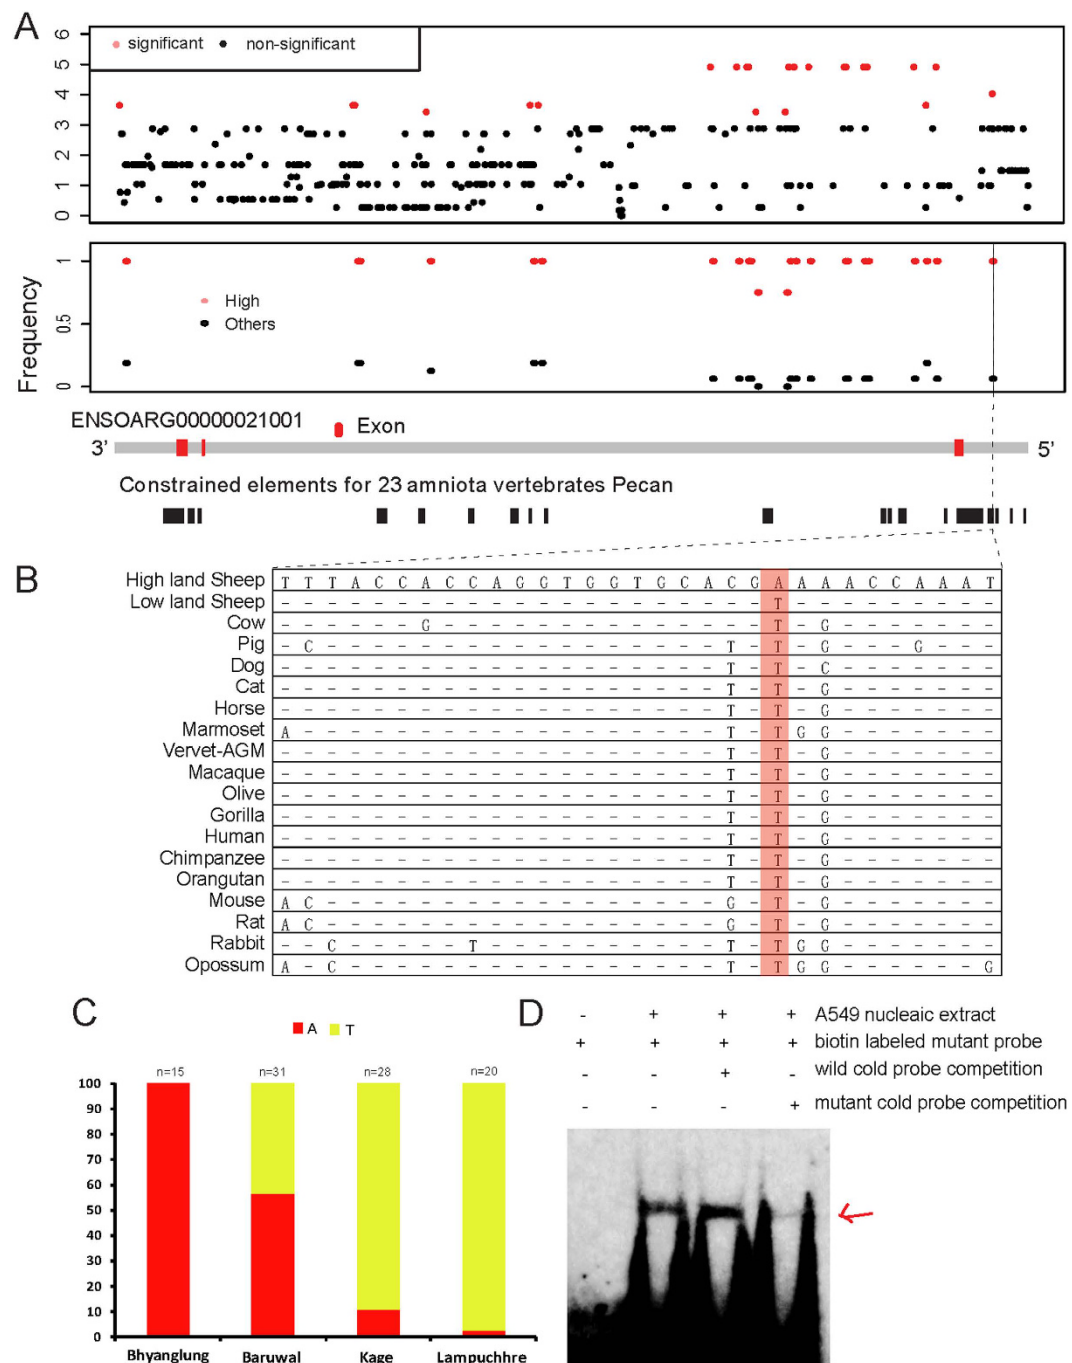 A
6
5
4
3
2
1
0
significant
non-significant
Frequency
1
0.5
0
High
Others
ENSOARG00000021001
Exon
3'
5'
Constrained elements for 23 amniota vertebrates Pecan
B
High land Sheep T T T A C C A C C A G G T G G T G C A C G A A A A C C A A A T
Low land Sheep - - - - - - - - - - - - - - - - - - - - - T - - - - - - - - -
Cow - - - - - - G - - - - - - - - - - - - - - T - G - - - - - - -
Pig - C - - - - - - - - - - - - - - - - - T - T - G - - - G - - -
Dog - - - - - - - - - - - - - - - - - - - T - T - C - - - - - - -
Cat - - - - - - - - - - - - - - - - - - - T - T - G - - - - - - -
Horse - - - - - - - - - - - - - - - - - - - T - T - G - - - - - - -
Marmoset A - - - - - - - - - - - - - - - - - - T - T G G - - - - - - -
Vervet-AGM - - - - - - - - - - - - - - - - - - - T - T - G - - - - - - -
Macaque - - - - - - - - - - - - - - - - - - - T - T - G - - - - - - -
Olive - - - - - - - - - - - - - - - - - - - T - T - G - - - - - - -
Gorilla - - - - - - - - - - - - - - - - - - - T - T - G - - - - - - -
Human - - - - - - - - - - - - - - - - - - - T - T - G - - - - - - -
Chimpanzee - - - - - - - - - - - - - - - - - - - T - T - G - - - - - - -
Orangutan - - - - - - - - - - - - - - - - - - - T - T - G - - - - - - -
Mouse A C - - - - - - - - - - - - - - - - - G - T - G - - - - - - -
Rat A C - - - - - - - - - - - - - - - - - G - T - G - - - - - - -
Rabbit - - C - - - - - T - - - - - - - - - - T - T G G - - - - - - -
Opossum A - C - - - - - - - - - - - - - - - - T - T G G - - - - - - G
C
A T
n=15 n=31 n=28 n=20
100
90
80
70
60
50
40
30
20
10
0
Bhyanglung Baruwal Kage Lampuchhre
D
- + + + A549 nucleaic extract
+ + + + biotin labeled mutant probe
- - + - wild cold probe competition
- - - + mutant cold probe competition